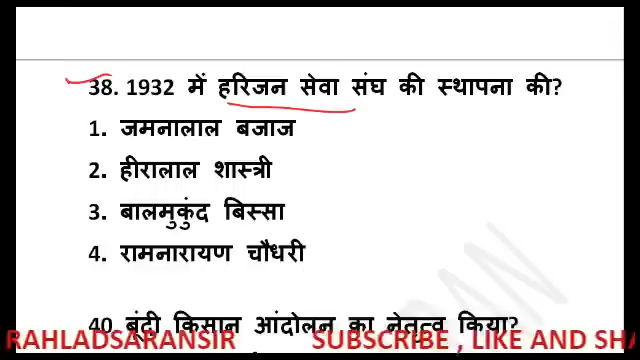 38. 1932 में हरिजन सेवा संघ की स्थापना की?
1. जमनालाल बजाज
2. हीरालाल शास्त्री
3. बालमुकुंद बिस्सा
4. रामनारायण चौधरी
40. बूंदी किसान आंदोलन का नेतृत्व किया?
RAHLADSARANSIR SUBSCRIBE , LIKE AND SHA